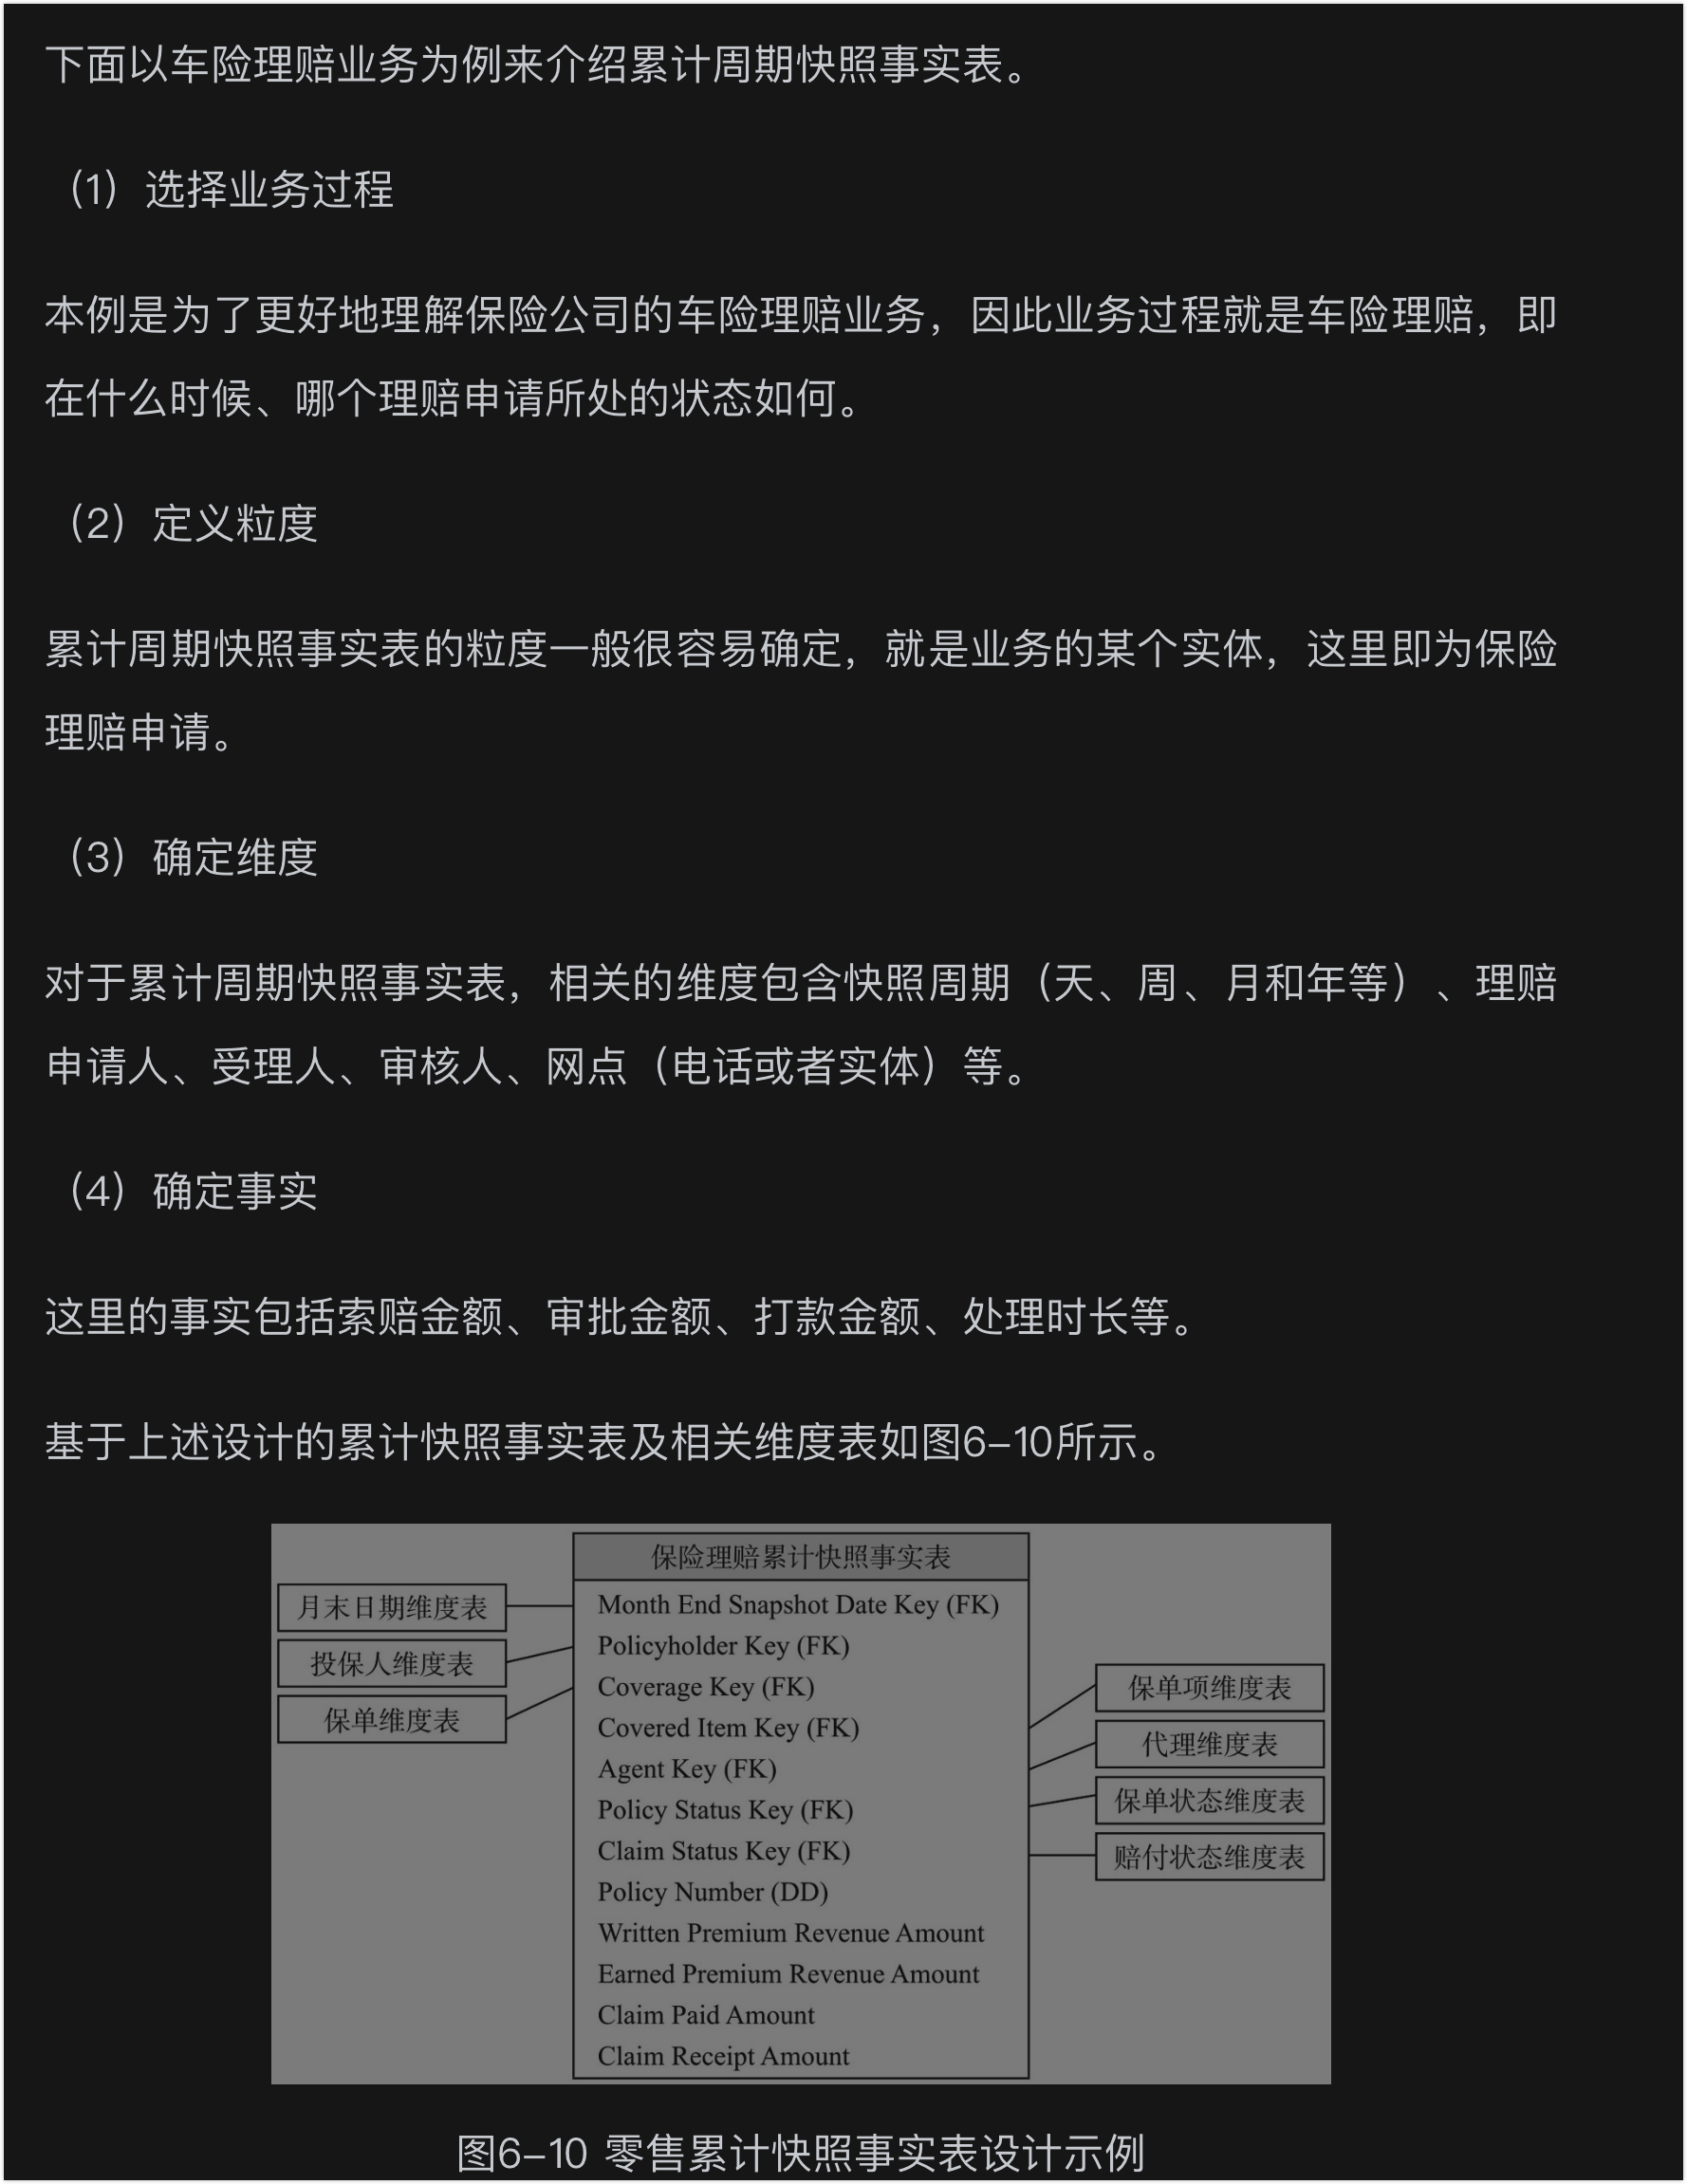 下面以车险理赔业务为例来介绍累计周期快照事实表。
（1）选择业务过程
本例是为了更好地理解保险公司的车险理赔业务，因此业务过程就是车险理赔，即
在什么时候、哪个理赔申请所处的状态如何。
（2）定义粒度
累计周期快照事实表的粒度一般很容易确定，就是业务的某个实体，这里即为保险
理赔申请。
（3）确定维度
对于累计周期快照事实表，相关的维度包含快照周期（天、周、月和年等）、理赔
申请人、受理人、审核人、网点（电话或者实体）等。
（4）确定事实
这里的事实包括索赔金额、审批金额、打款金额、处理时长等。
基于上述设计的累计快照事实表及相关维度表如图6-10所示。
月末日期维度表
投保人维度表
保单维度表
保险理赔累计快照事实表
Month End Snapshot Date Key (FK)
Policyholder Key (FK)
Coverage Key (FK)
Covered Item Key (FK)
Agent Key (FK)
Policy Status Key (FK)
Claim Status Key (FK)
Policy Number (DD)
Written Premium Revenue Amount
Earned Premium Revenue Amount
Claim Paid Amount
Claim Receipt Amount
保单项维度表
代理维度表
保单状态维度表
赔付状态维度表
图6-10 零售累计快照事实表设计示例